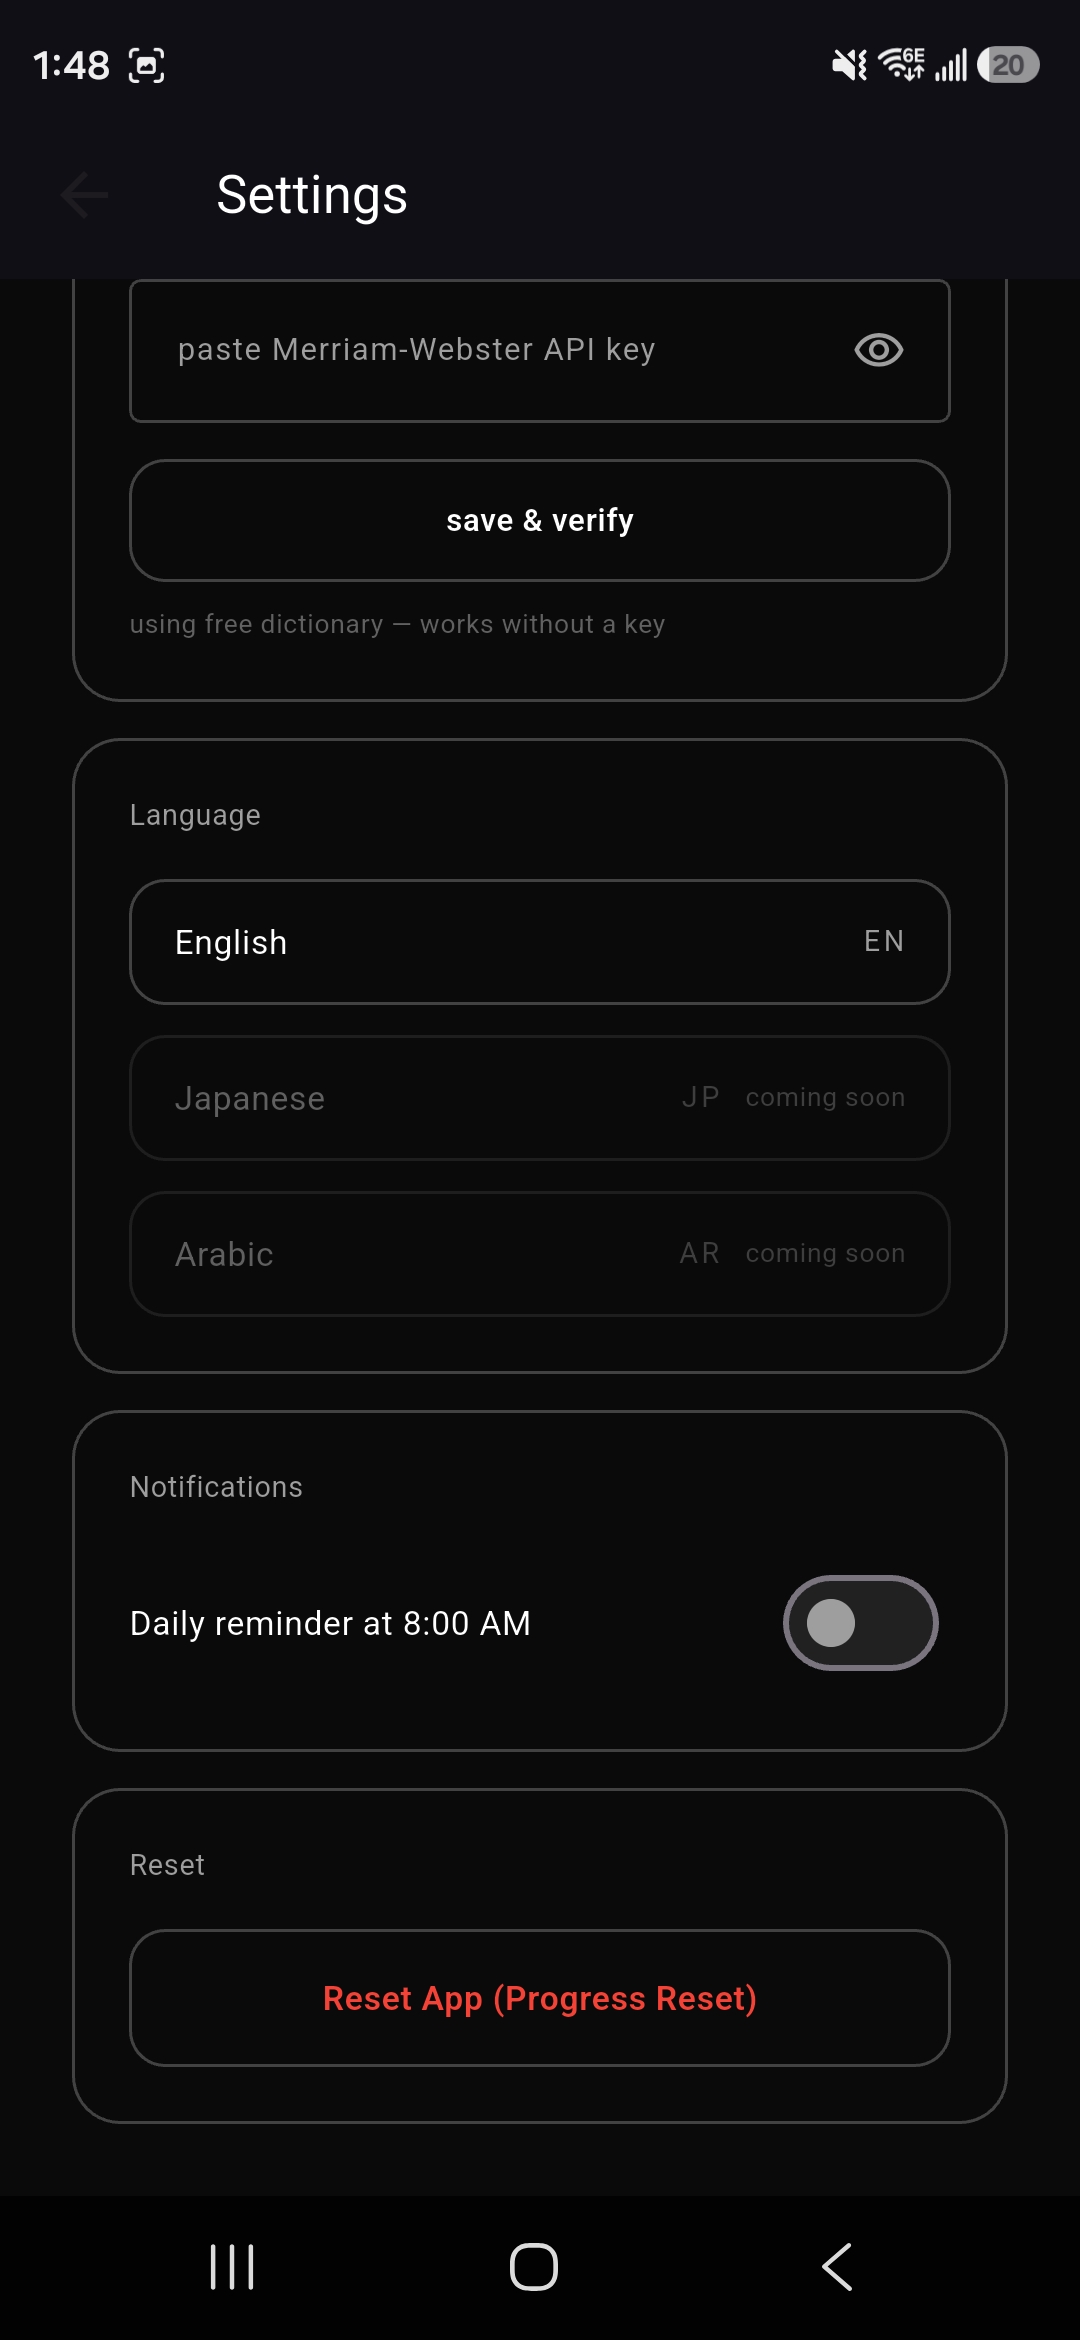 1:48
6E
20
Settings
paste Merriam-Webster API key
save & verify
using free dictionary — works without a key
Language
English EN
Japanese JP coming soon
Arabic AR coming soon
Notifications
Daily reminder at 8:00 AM
Reset
Reset App (Progress Reset)